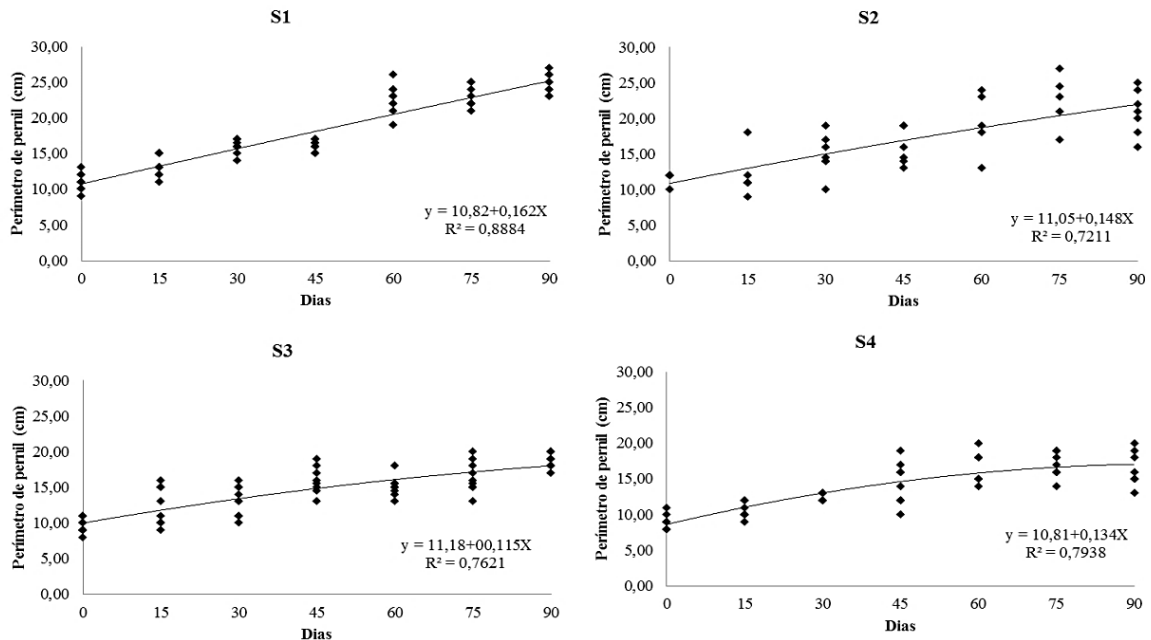 S1
Perímetro de pernil (cm)
30,00
25,00
20,00
15,00
10,00
5,00
0,00
y = 10,82+0,162X
R² = 0,8884
0 15 30 45 60 75 90
Dias
S2
Perímetro de pernil (cm)
30,00
25,00
20,00
15,00
10,00
5,00
0,00
y = 11,05+0,148X
R² = 0,7211
0 15 30 45 60 75 90
Dias
S3
Perímetro de pernil (cm)
30,00
25,00
20,00
15,00
10,00
5,00
0,00
y = 11,18+00,115X
R² = 0,7621
0 15 30 45 60 75 90
Dias
S4
Perímetro de pernil (cm)
30,00
25,00
20,00
15,00
10,00
5,00
0,00
y = 10,81+0,134X
R² = 0,7938
0 15 30 45 60 75 90
Dias